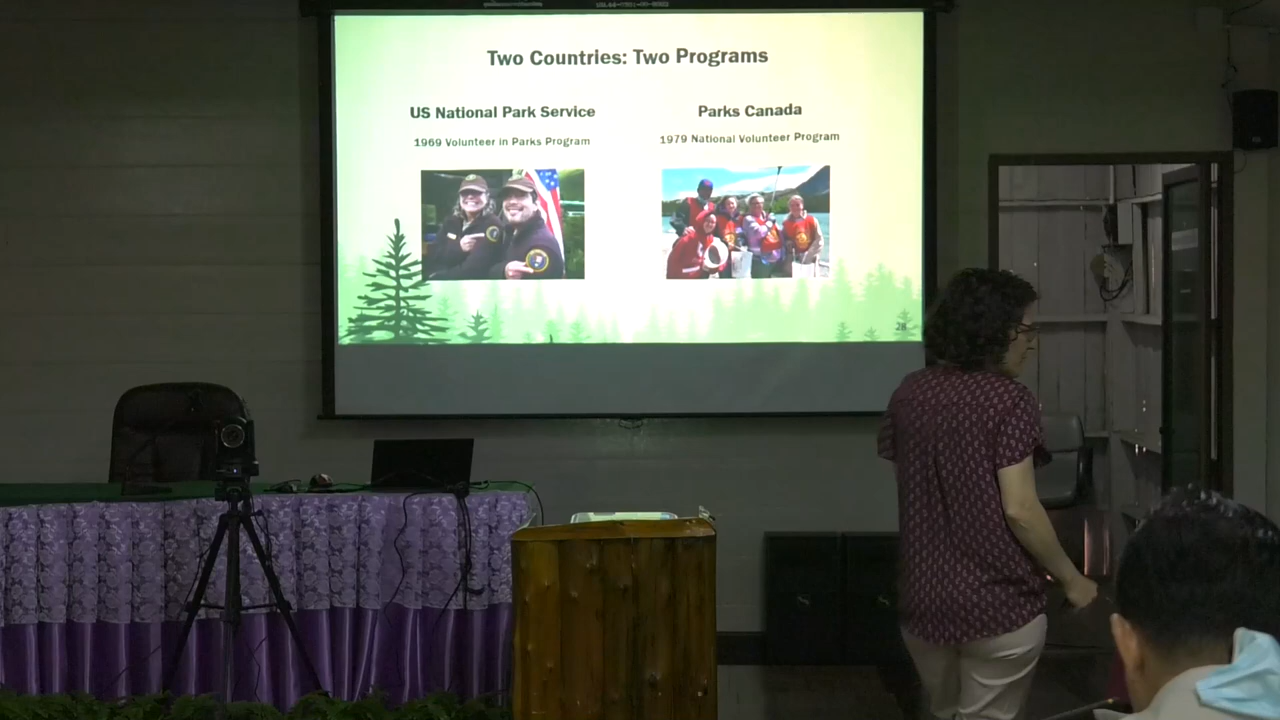 Two Countries: Two Programs
US National Park Service
Parks Canada
1969 Volunteer in Parks Program
1979 National Volunteer Program
28